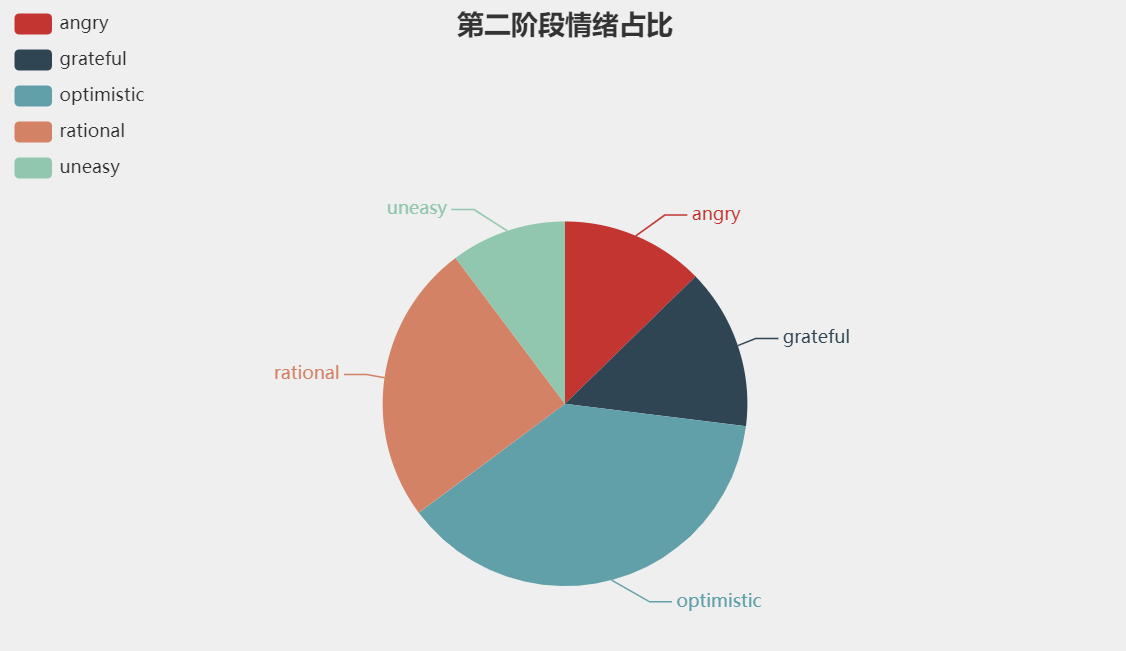 第二阶段情绪占比
angry
grateful
optimistic
rational
uneasy
uneasy
angry
grateful
rational
optimistic